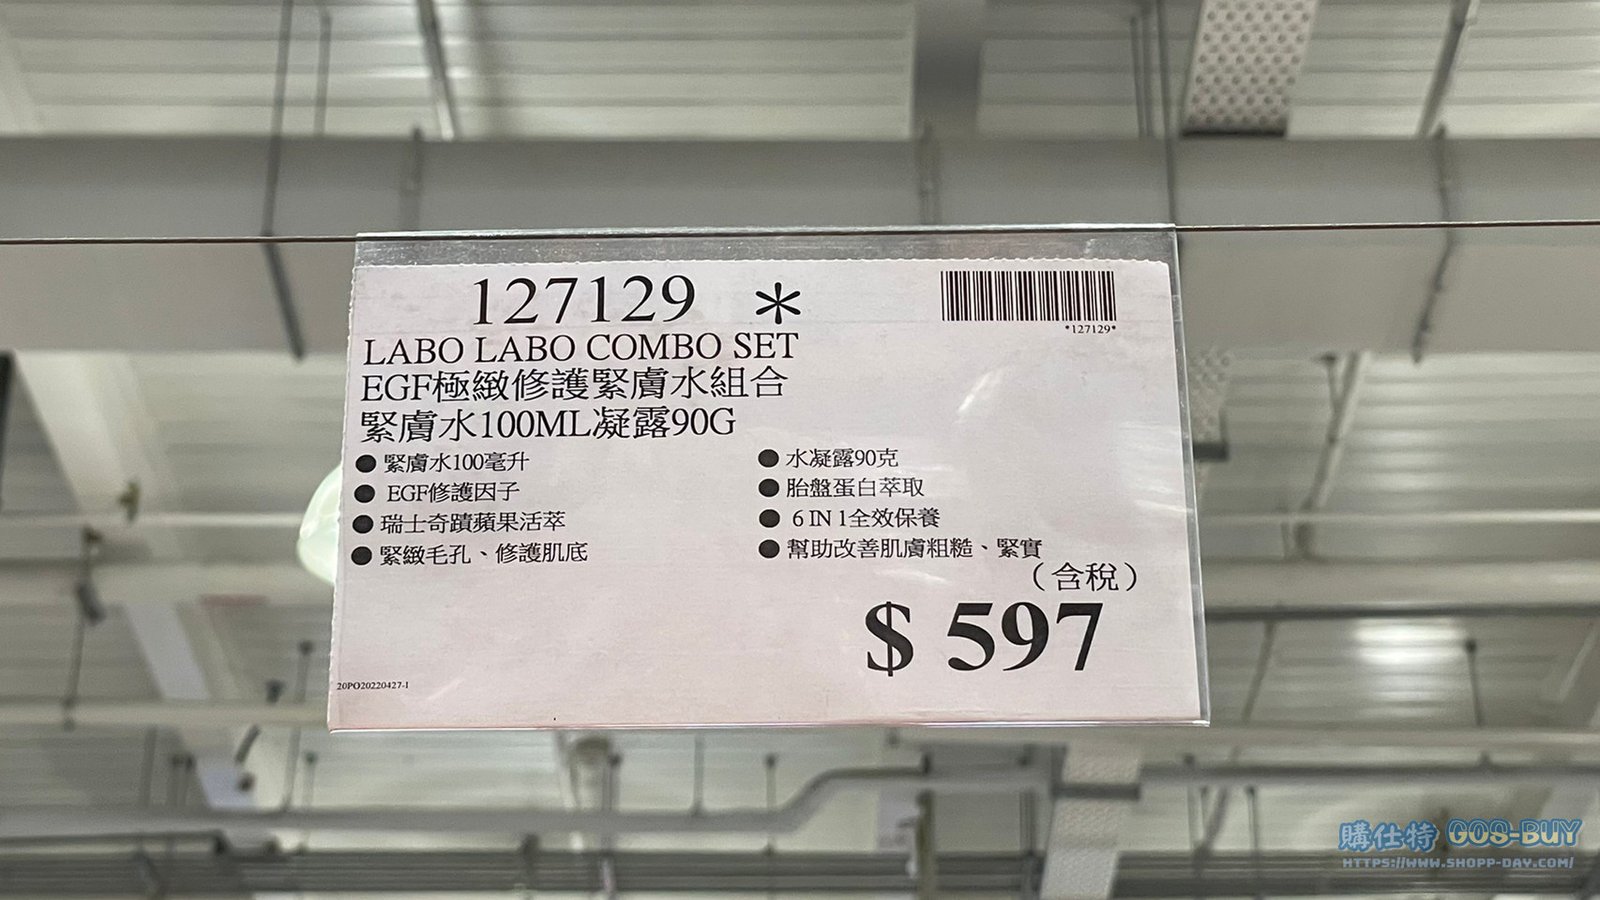 127129 *
*127129*
LABO LABO COMBO SET
EGF極緻修護緊膚水組合
緊膚水100ML凝露90G
● 緊膚水100毫升
● EGF修護因子
● 瑞士奇蹟蘋果活萃
● 緊緻毛孔、修護肌底
● 水凝露90克
● 胎盤蛋白萃取
● 6 IN 1全效保養
● 幫助改善肌膚粗糙、緊實
（含稅）
$ 597
20PO20220427-1
購仕特 GOS-BUY
HTTPS://WWW.SHOPP-DAY.COM/